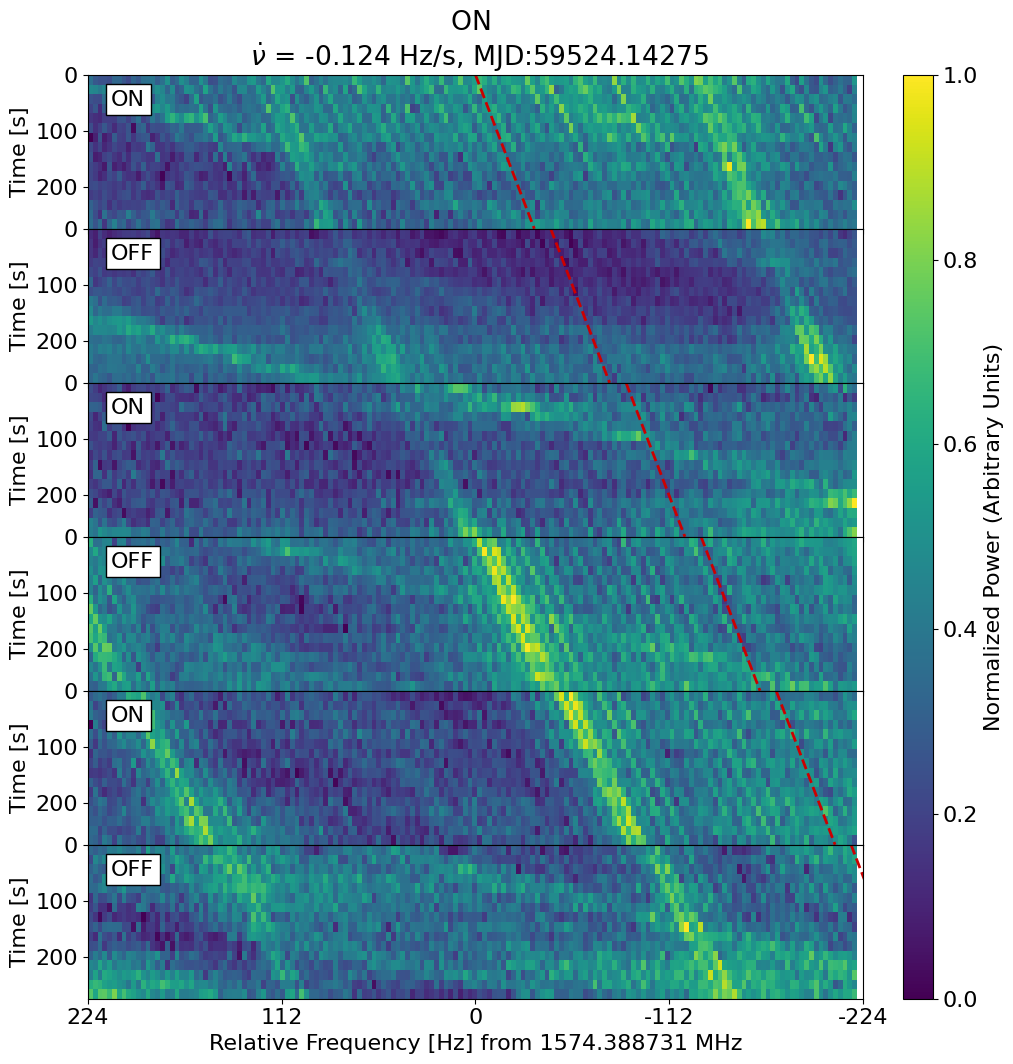 ON
ν̇ = -0.124 Hz/s, MJD:59524.14275
0
ON
100
Time [s]
200
0
OFF
100
Time [s]
200
0
ON
100
Time [s]
200
0
OFF
100
Time [s]
200
0
ON
100
Time [s]
200
0
OFF
100
Time [s]
200
224 112 0 -112 -224
Relative Frequency [Hz] from 1574.388731 MHz
1.0
0.8
0.6
0.4
0.2
0.0
Normalized Power (Arbitrary Units)